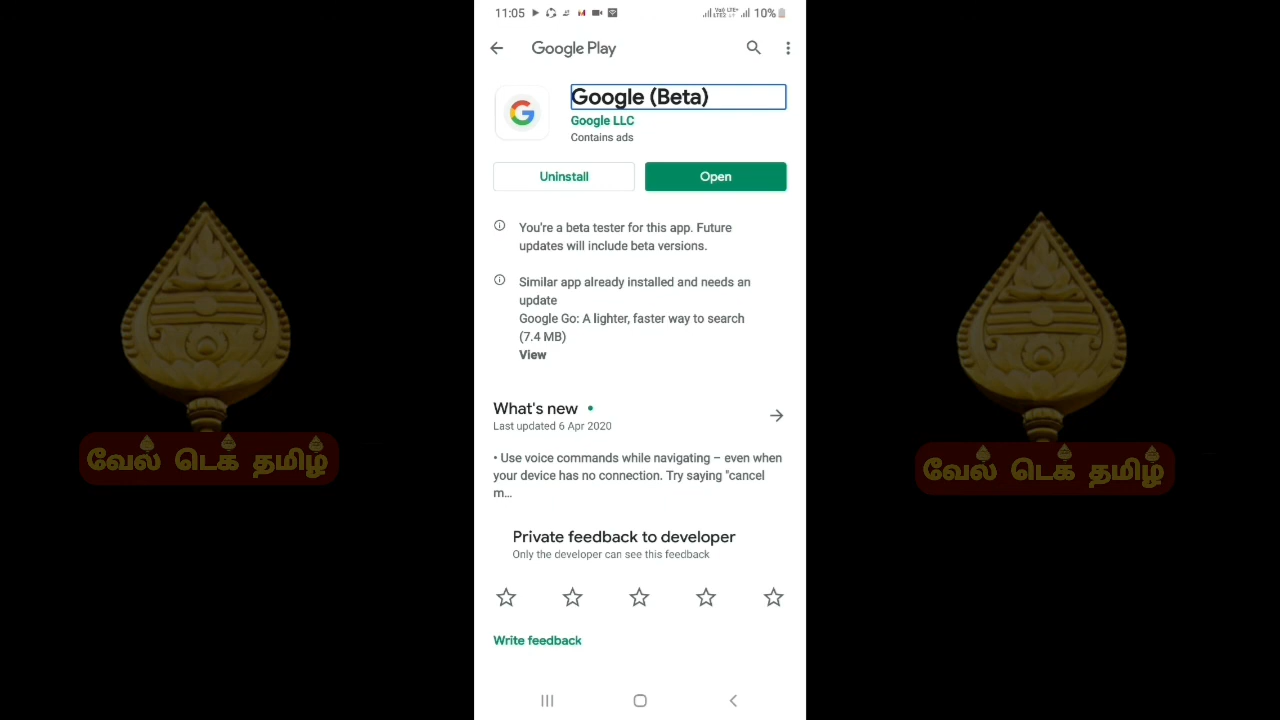 11:05
10%
Google Play
Google (Beta)
Google LLC
Contains ads
Uninstall
Open
You're a beta tester for this app. Future
updates will include beta versions.
Similar app already installed and needs an
update
Google Go: A lighter, faster way to search
(7.4 MB)
View
What's new
Last updated 6 Apr 2020
• Use voice commands while navigating – even when
your device has no connection. Try saying "cancel
m...
Private feedback to developer
Only the developer can see this feedback
Write feedback
வேல் டெக் தமிழ்
வேல் டெக் தமிழ்